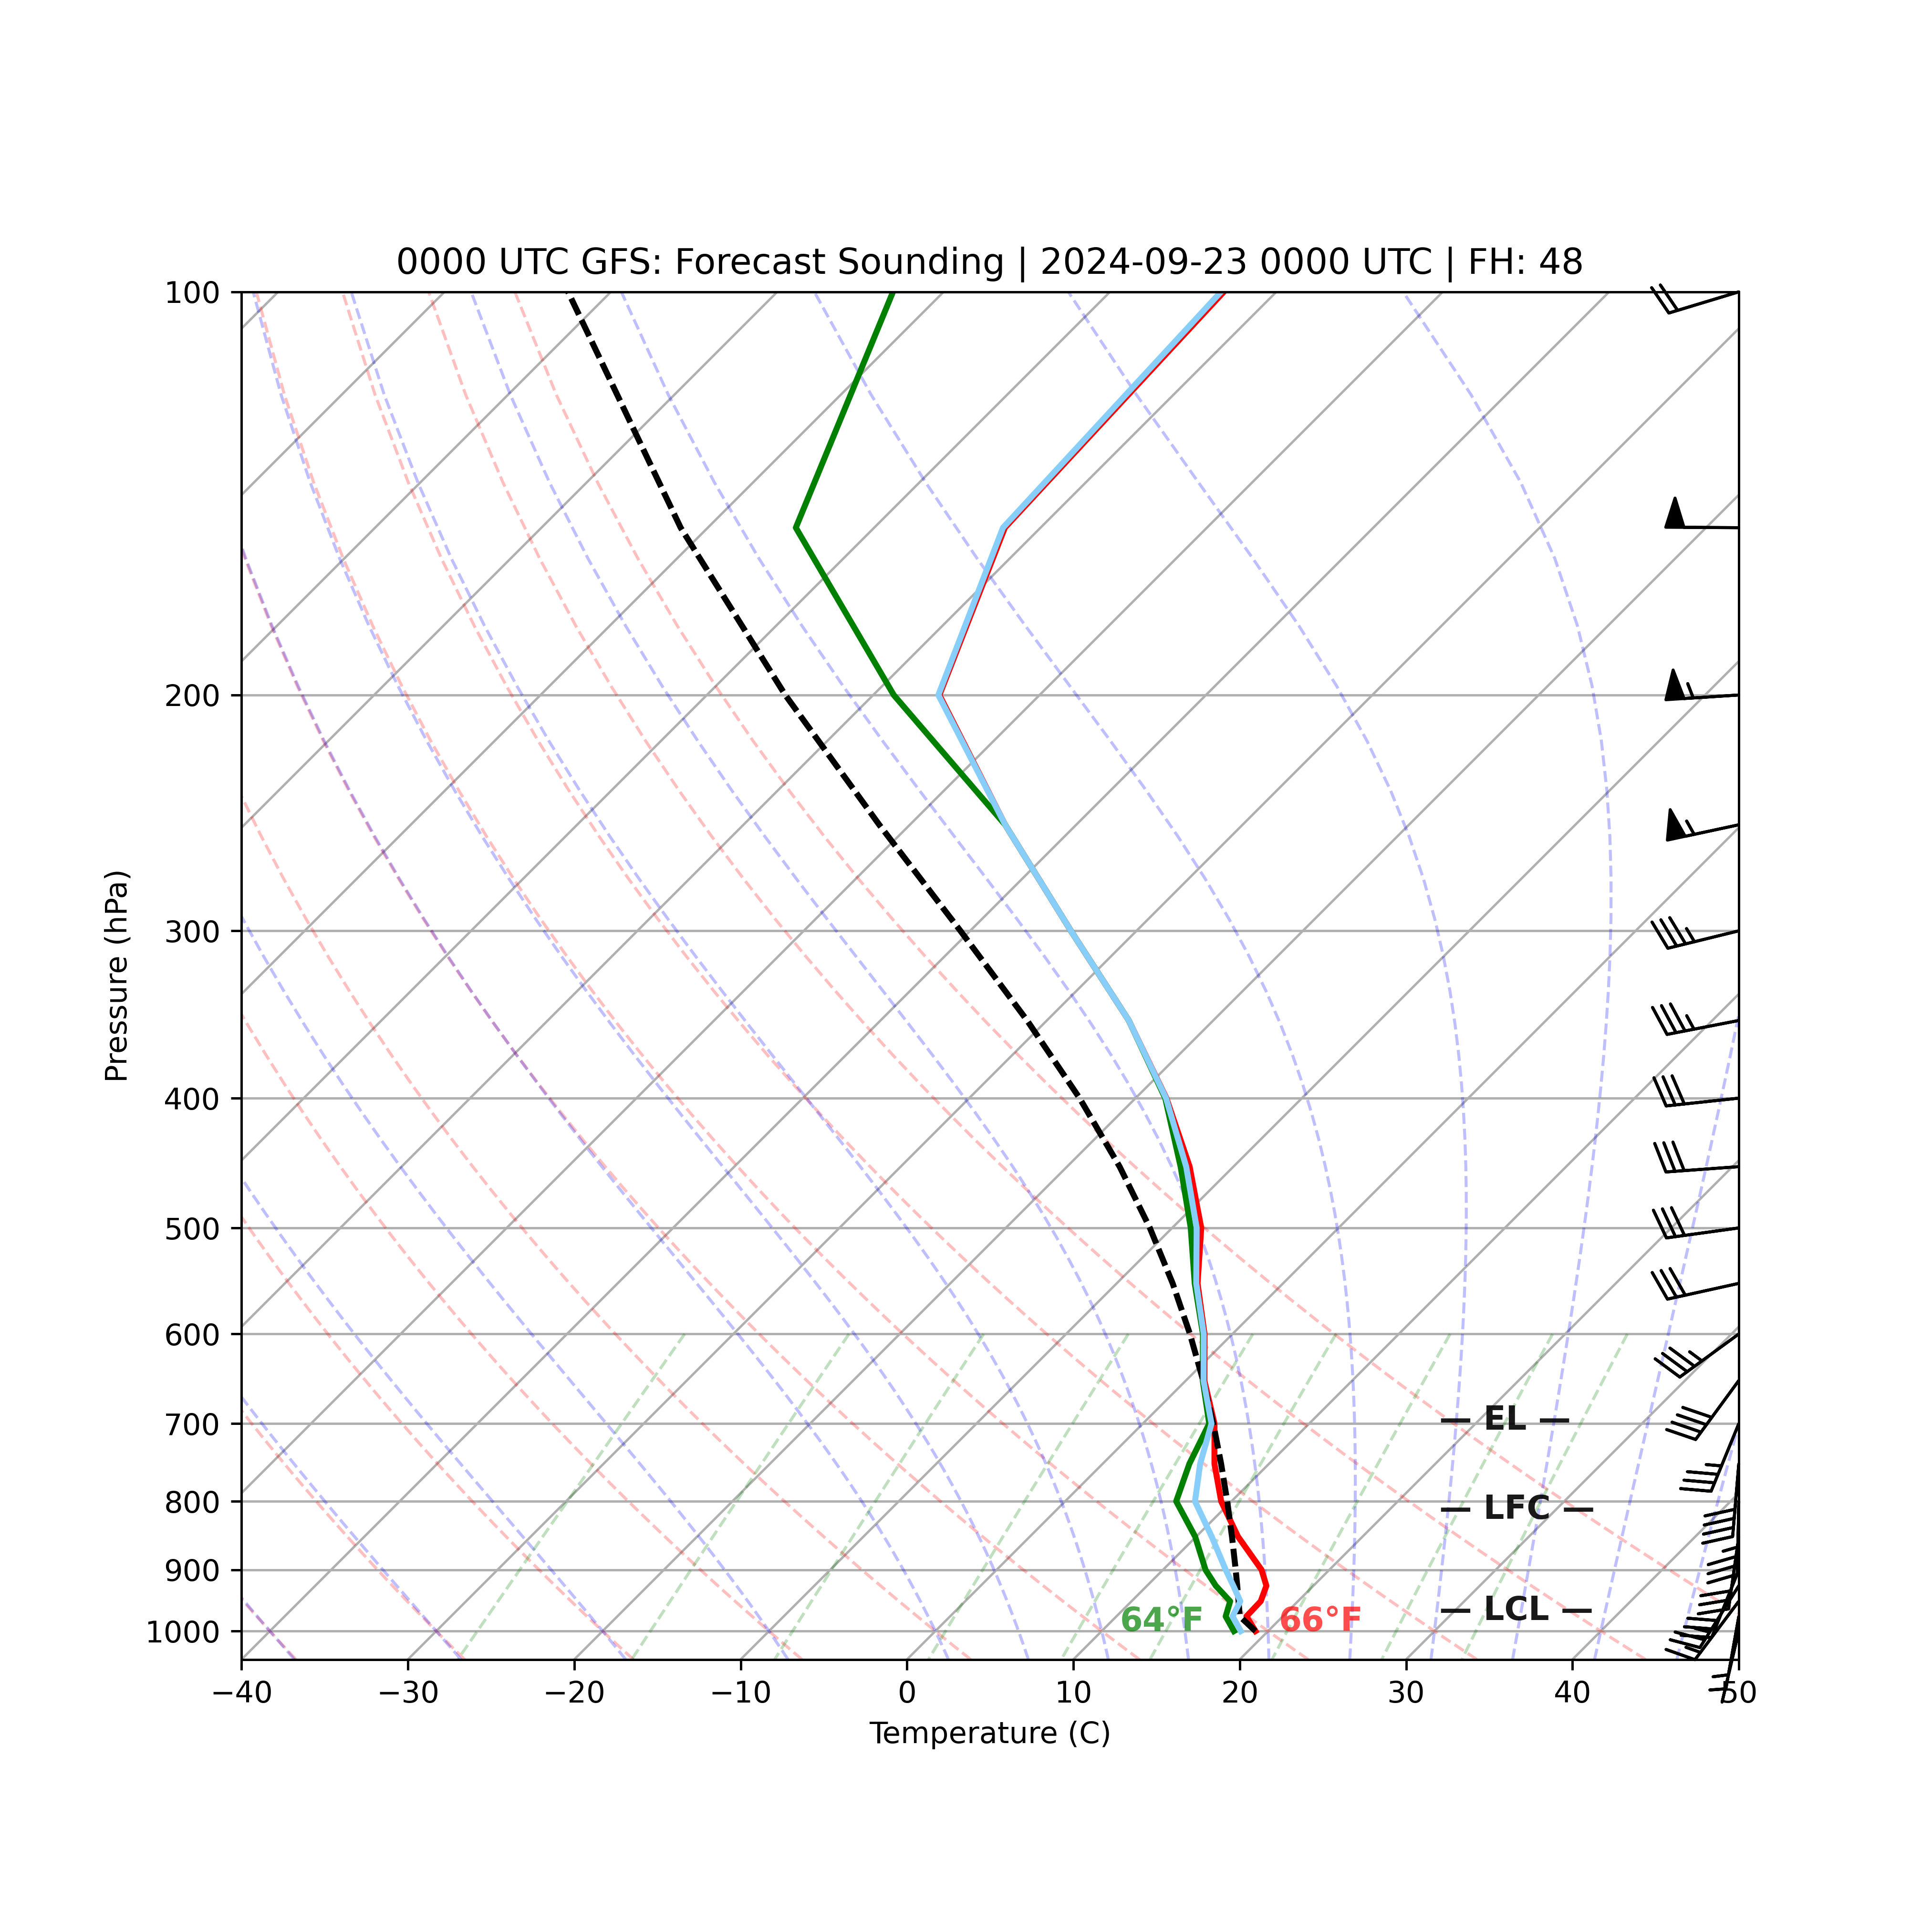 0000 UTC GFS: Forecast Sounding | 2024-09-23 0000 UTC | FH: 48
100
200
300
400
500
600
700
800
900
1000
Pressure (hPa)
— EL —
— LFC —
— LCL —
64°F
66°F
−40
−30
−20
−10
0
10
20
30
40
50
Temperature (C)